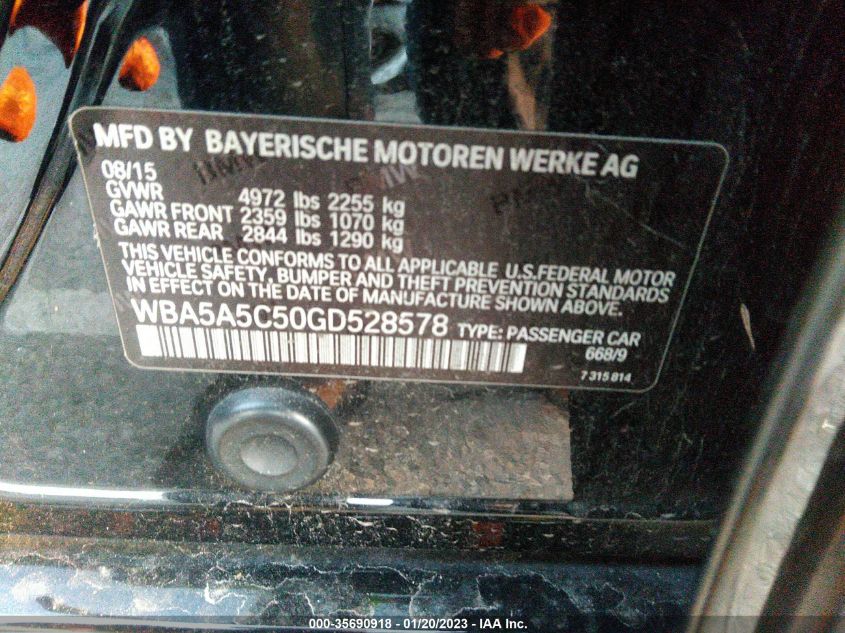 MFD BY BAYERISCHE MOTOREN WERKE AG
08/15
GVWR 4972 lbs 2255 kg
GAWR FRONT 2359 lbs 1070 kg
GAWR REAR 2844 lbs 1290 kg
THIS VEHICLE CONFORMS TO ALL APPLICABLE U.S.FEDERAL MOTOR
VEHICLE SAFETY, BUMPER AND THEFT PREVENTION STANDARDS
IN EFFECT ON THE DATE OF MANUFACTURE SHOWN ABOVE.
WBA5A5C50GD528578 TYPE: PASSENGER CAR
668/9
7 315 814
000-35690918 - 01/20/2023 - IAA Inc.